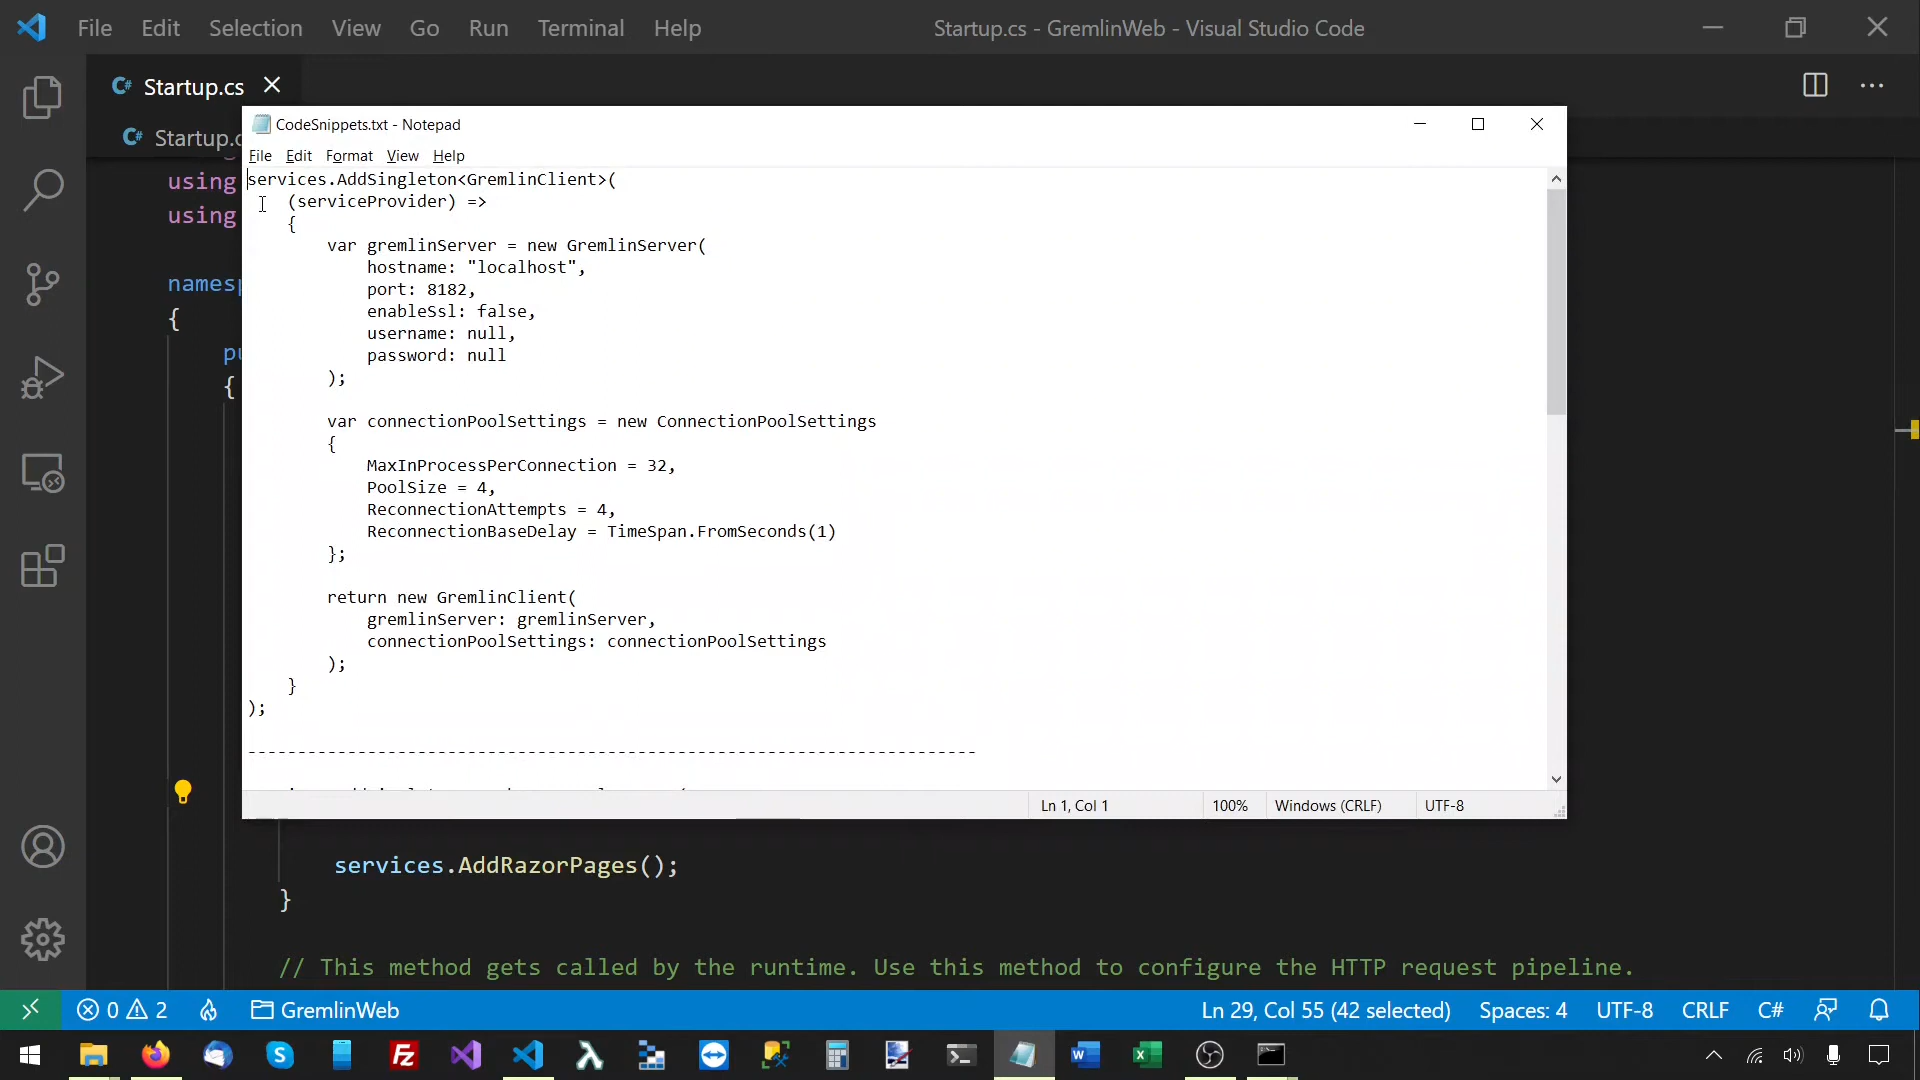 File Edit Selection View Go Run Terminal Help
Startup.cs - GremlinWeb - Visual Studio Code
Startup.cs
Startup.c
using
using
namesp
{
pu
{
CodeSnippets.txt - Notepad
File Edit Format View Help
services.AddSingleton<GremlinClient>(
    (serviceProvider) =>
    {
        var gremlinServer = new GremlinServer(
            hostname: "localhost",
            port: 8182,
            enableSsl: false,
            username: null,
            password: null
        );
        var connectionPoolSettings = new ConnectionPoolSettings
        {
            MaxInProcessPerConnection = 32,
            PoolSize = 4,
            ReconnectionAttempts = 4,
            ReconnectionBaseDelay = TimeSpan.FromSeconds(1)
        };
        return new GremlinClient(
            gremlinServer: gremlinServer,
            connectionPoolSettings: connectionPoolSettings
        );
    }
);
-------------------------------------------------------------------------
Ln 1, Col 1 100% Windows (CRLF) UTF-8
services.AddRazorPages();
}
// This method gets called by the runtime. Use this method to configure the HTTP request pipeline.
0 2 GremlinWeb Ln 29, Col 55 (42 selected) Spaces: 4 UTF-8 CRLF C#